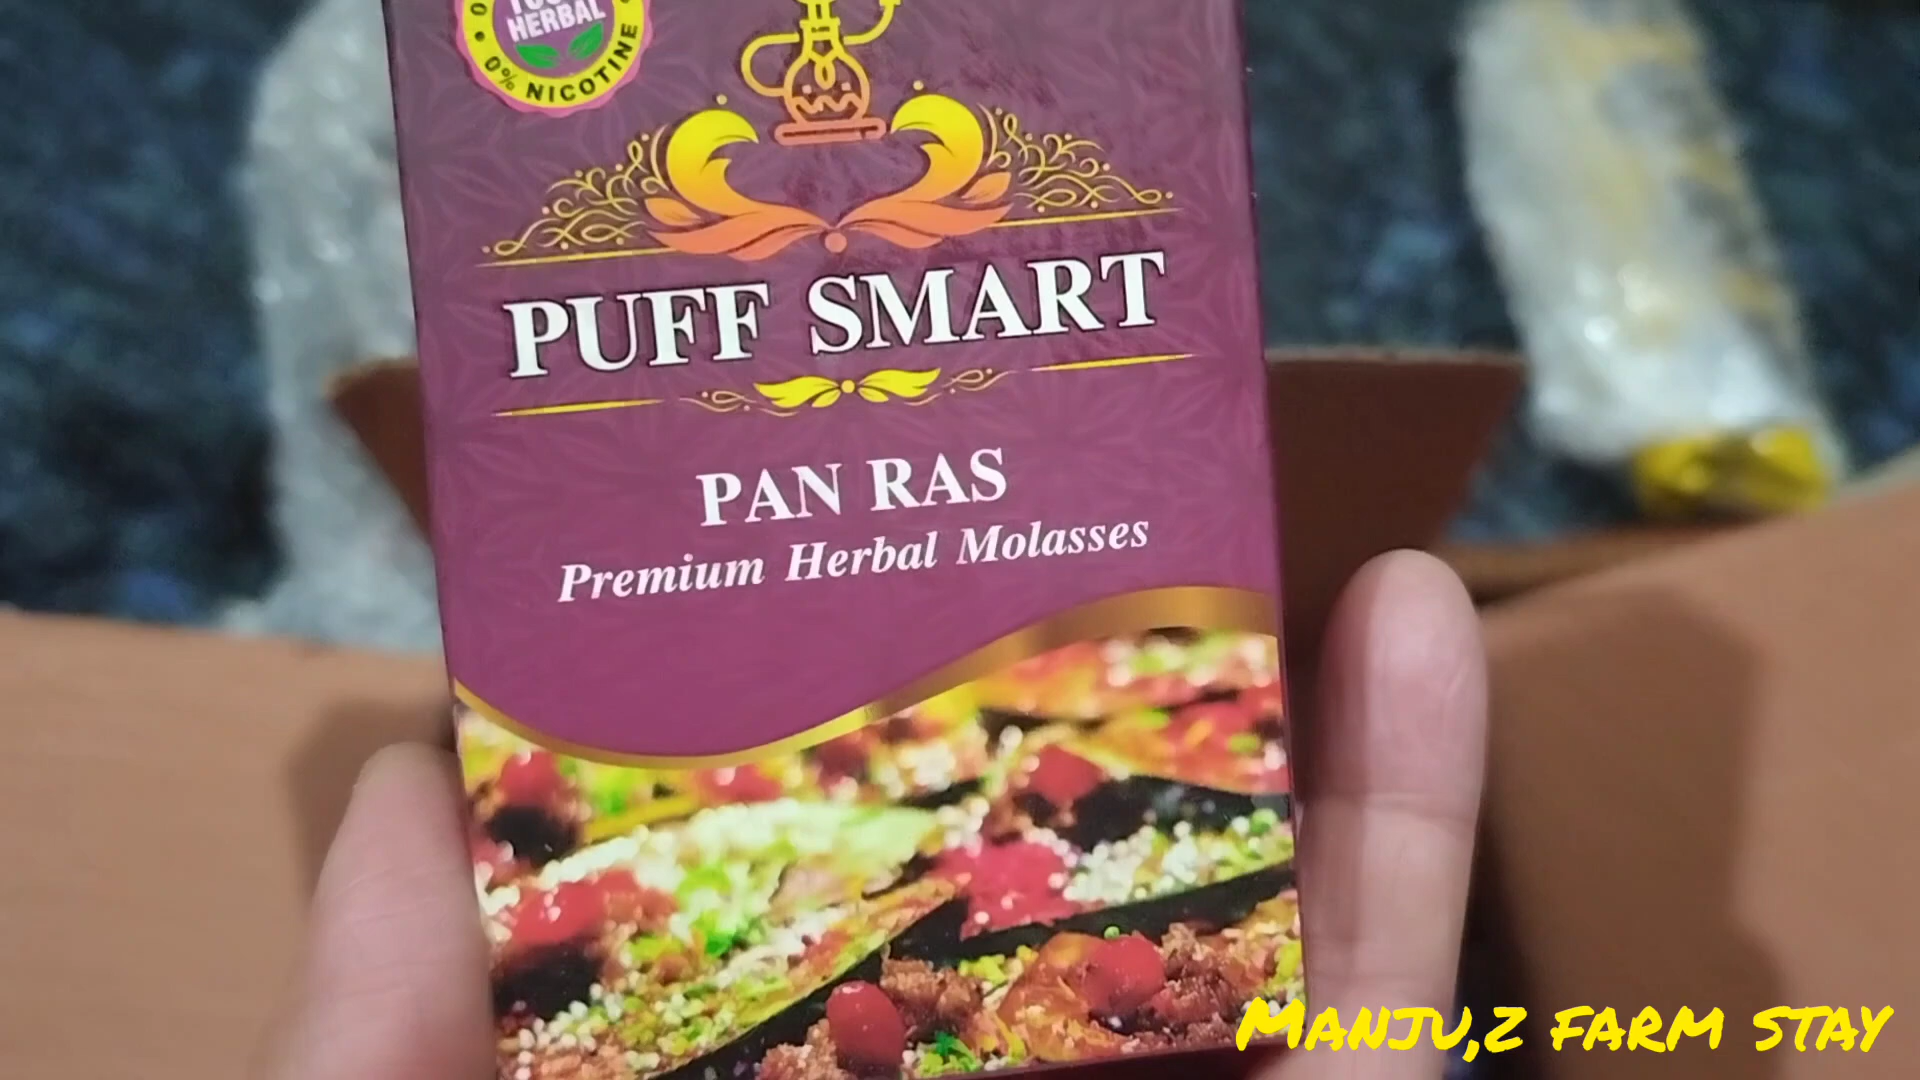 HERBAL
0% NICOTINE
PUFF SMART
PAN RAS
Premium Herbal Molasses
MANJU,Z FARM STAY